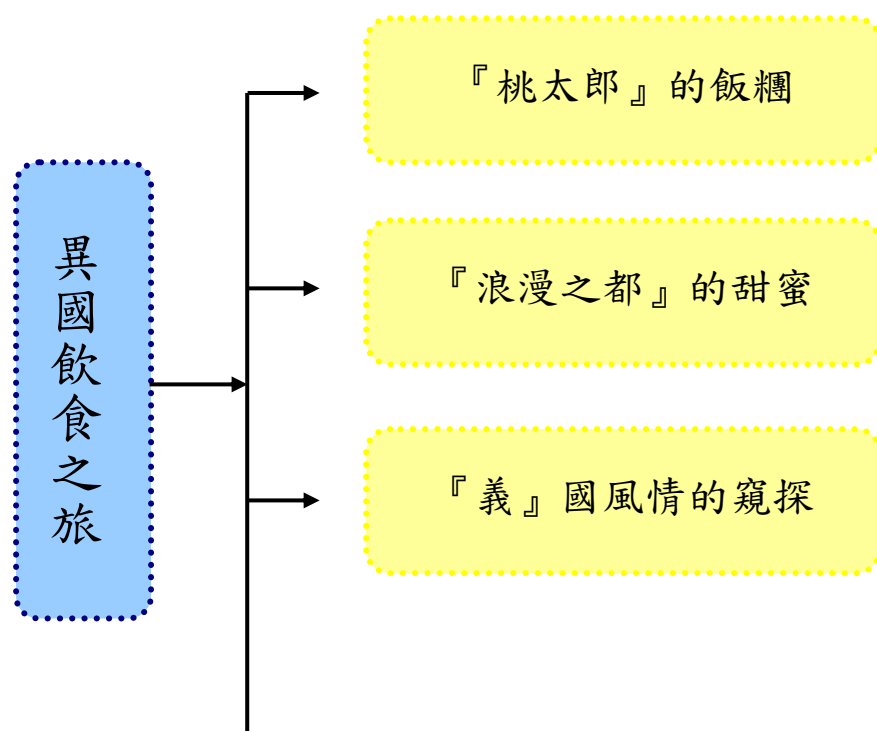 異國飲食之旅
『桃太郎』的飯糰
『浪漫之都』的甜蜜
『義』國風情的窺探